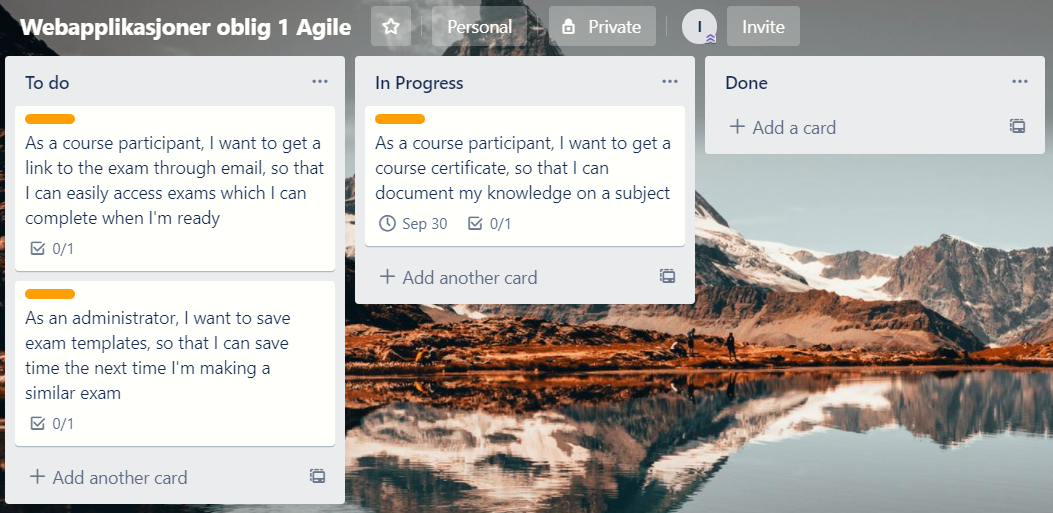 Webapplikasjoner oblig 1 Agile
Personal
Private
I
Invite
To do
As a course participant, I want to get a
link to the exam through email, so that
I can easily access exams which I can
complete when I'm ready
0/1
As an administrator, I want to save
exam templates, so that I can save
time the next time I'm making a
similar exam
0/1
+ Add another card
In Progress
As a course participant, I want to get a
course certificate, so that I can
document my knowledge on a subject
Sep 30 0/1
+ Add another card
Done
+ Add a card